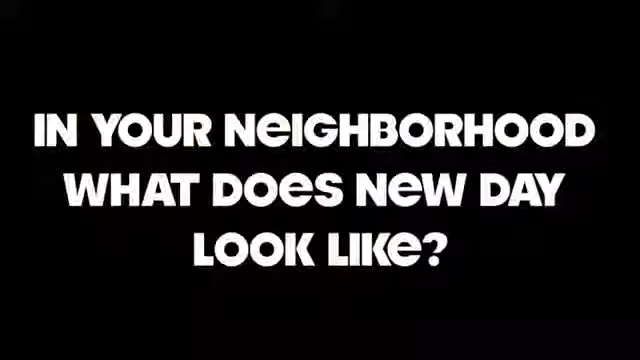 IN YOUR NeIGHBORHOOD
WHAT DOeS NeW DAY
LOOK LIKe?